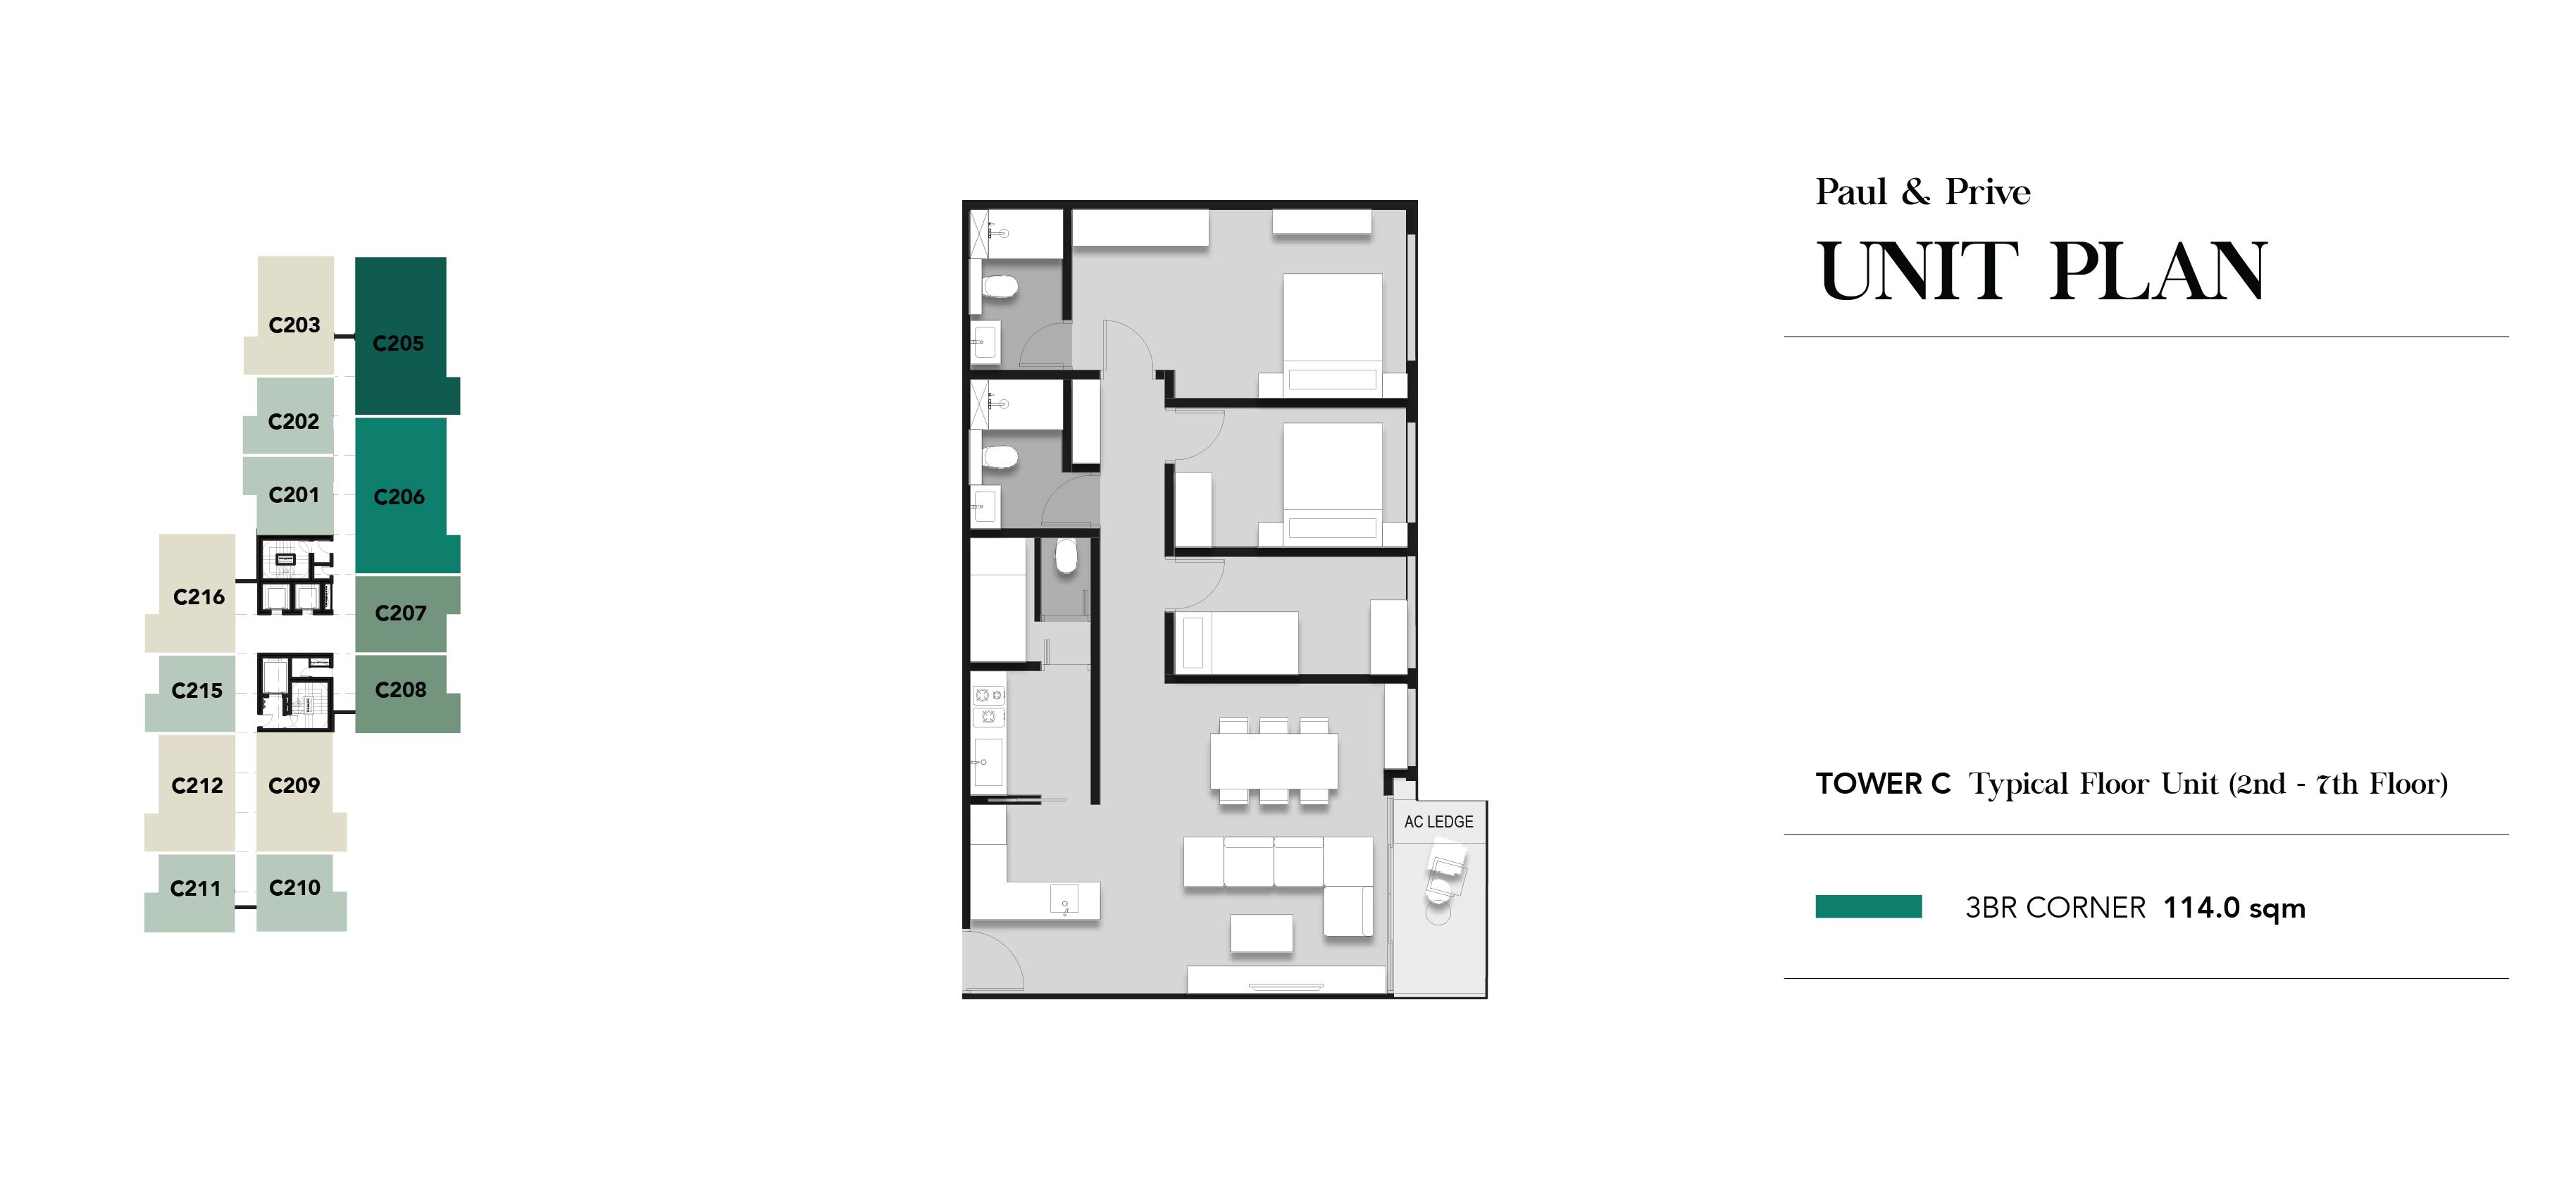 Paul & Prive
UNIT PLAN
C203
C205
C202
C201
C206
C216
C207
C215
C208
C212
C209
C211
C210
AC LEDGE
TOWER C Typical Floor Unit (2nd - 7th Floor)
3BR CORNER 114.0 sqm